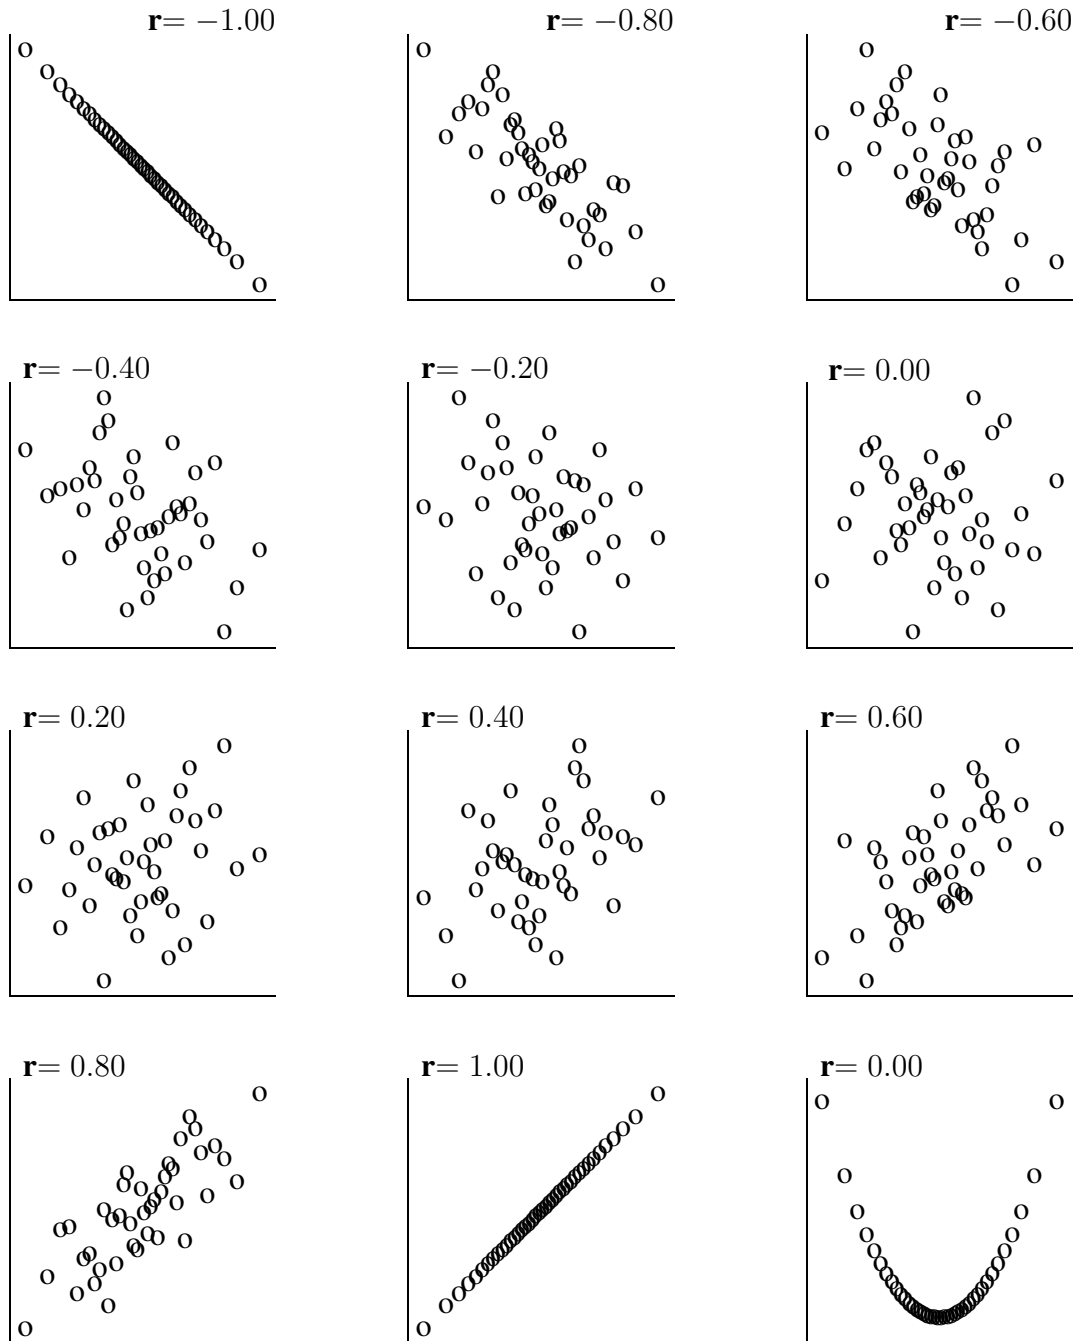 r= −1.00
r= −0.80
r= −0.60
r= −0.40
r= −0.20
r= 0.00
r= 0.20
r= 0.40
r= 0.60
r= 0.80
r= 1.00
r= 0.00